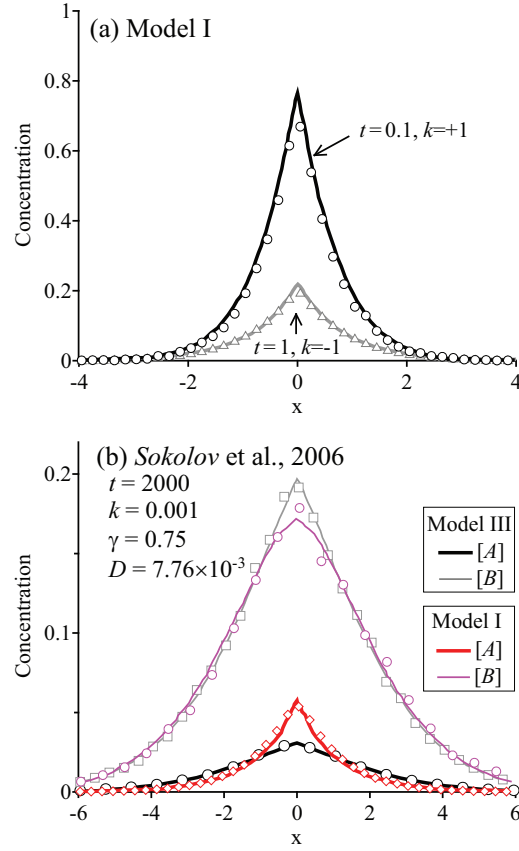 (a) Model I
1
0.8
0.6
0.4
0.2
0
Concentration
t = 0.1, k=+1
t = 1, k=-1
-4
-2
0
2
4
x
(b) Sokolov et al., 2006
t = 2000
k = 0.001
γ = 0.75
D = 7.76×10⁻³
0.2
0.1
0
Concentration
Model III
[A]
[B]
Model I
[A]
[B]
-6
-4
-2
0
2
4
6
x